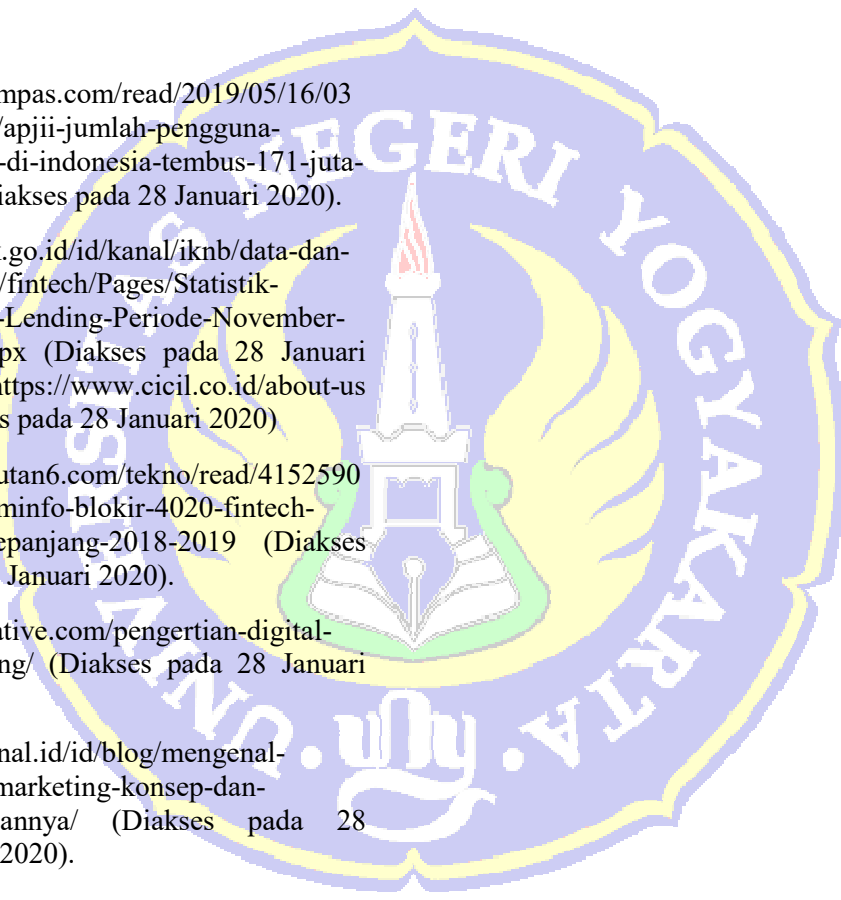 mpas.com/read/2019/05/16/03
/apjii-jumlah-pengguna-
-di-indonesia-tembus-171-juta-
iakses pada 28 Januari 2020).
.go.id/id/kanal/iknb/data-dan-
/fintech/Pages/Statistik-
-Lending-Periode-November-
px (Diakses pada 28 Januari
ttps://www.cicil.co.id/about-us
s pada 28 Januari 2020)
utan6.com/tekno/read/4152590
minfo-blokir-4020-fintech-
epanjang-2018-2019 (Diakses
Januari 2020).
ative.com/pengertian-digital-
ng/ (Diakses pada 28 Januari
nal.id/id/blog/mengenal-
marketing-konsep-dan-
annya/ (Diakses pada 28
2020).
UNIVERSITAS NEGERI YOGYAKARTA
uny